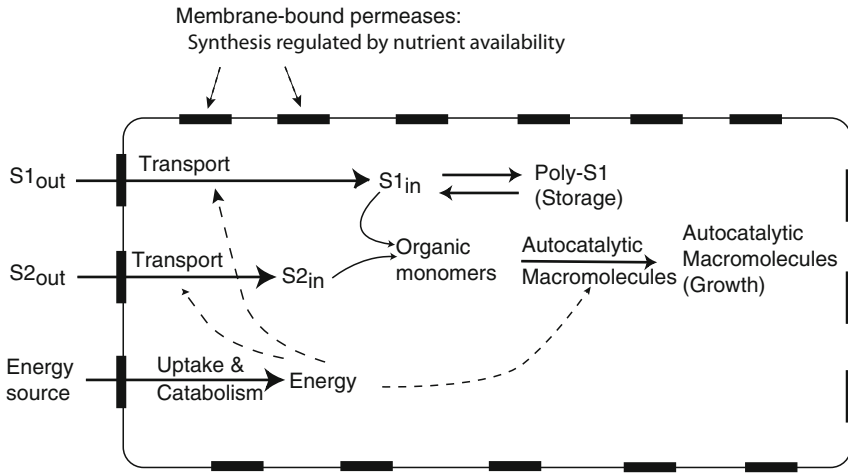 Membrane-bound permeases:
Synthesis regulated by nutrient availability
S1out
Transport
S1in
Poly-S1
(Storage)
S2out
Transport
S2in
Organic
monomers
Autocatalytic
Macromolecules
Autocatalytic
Macromolecules
(Growth)
Energy
source
Uptake &
Catabolism
Energy